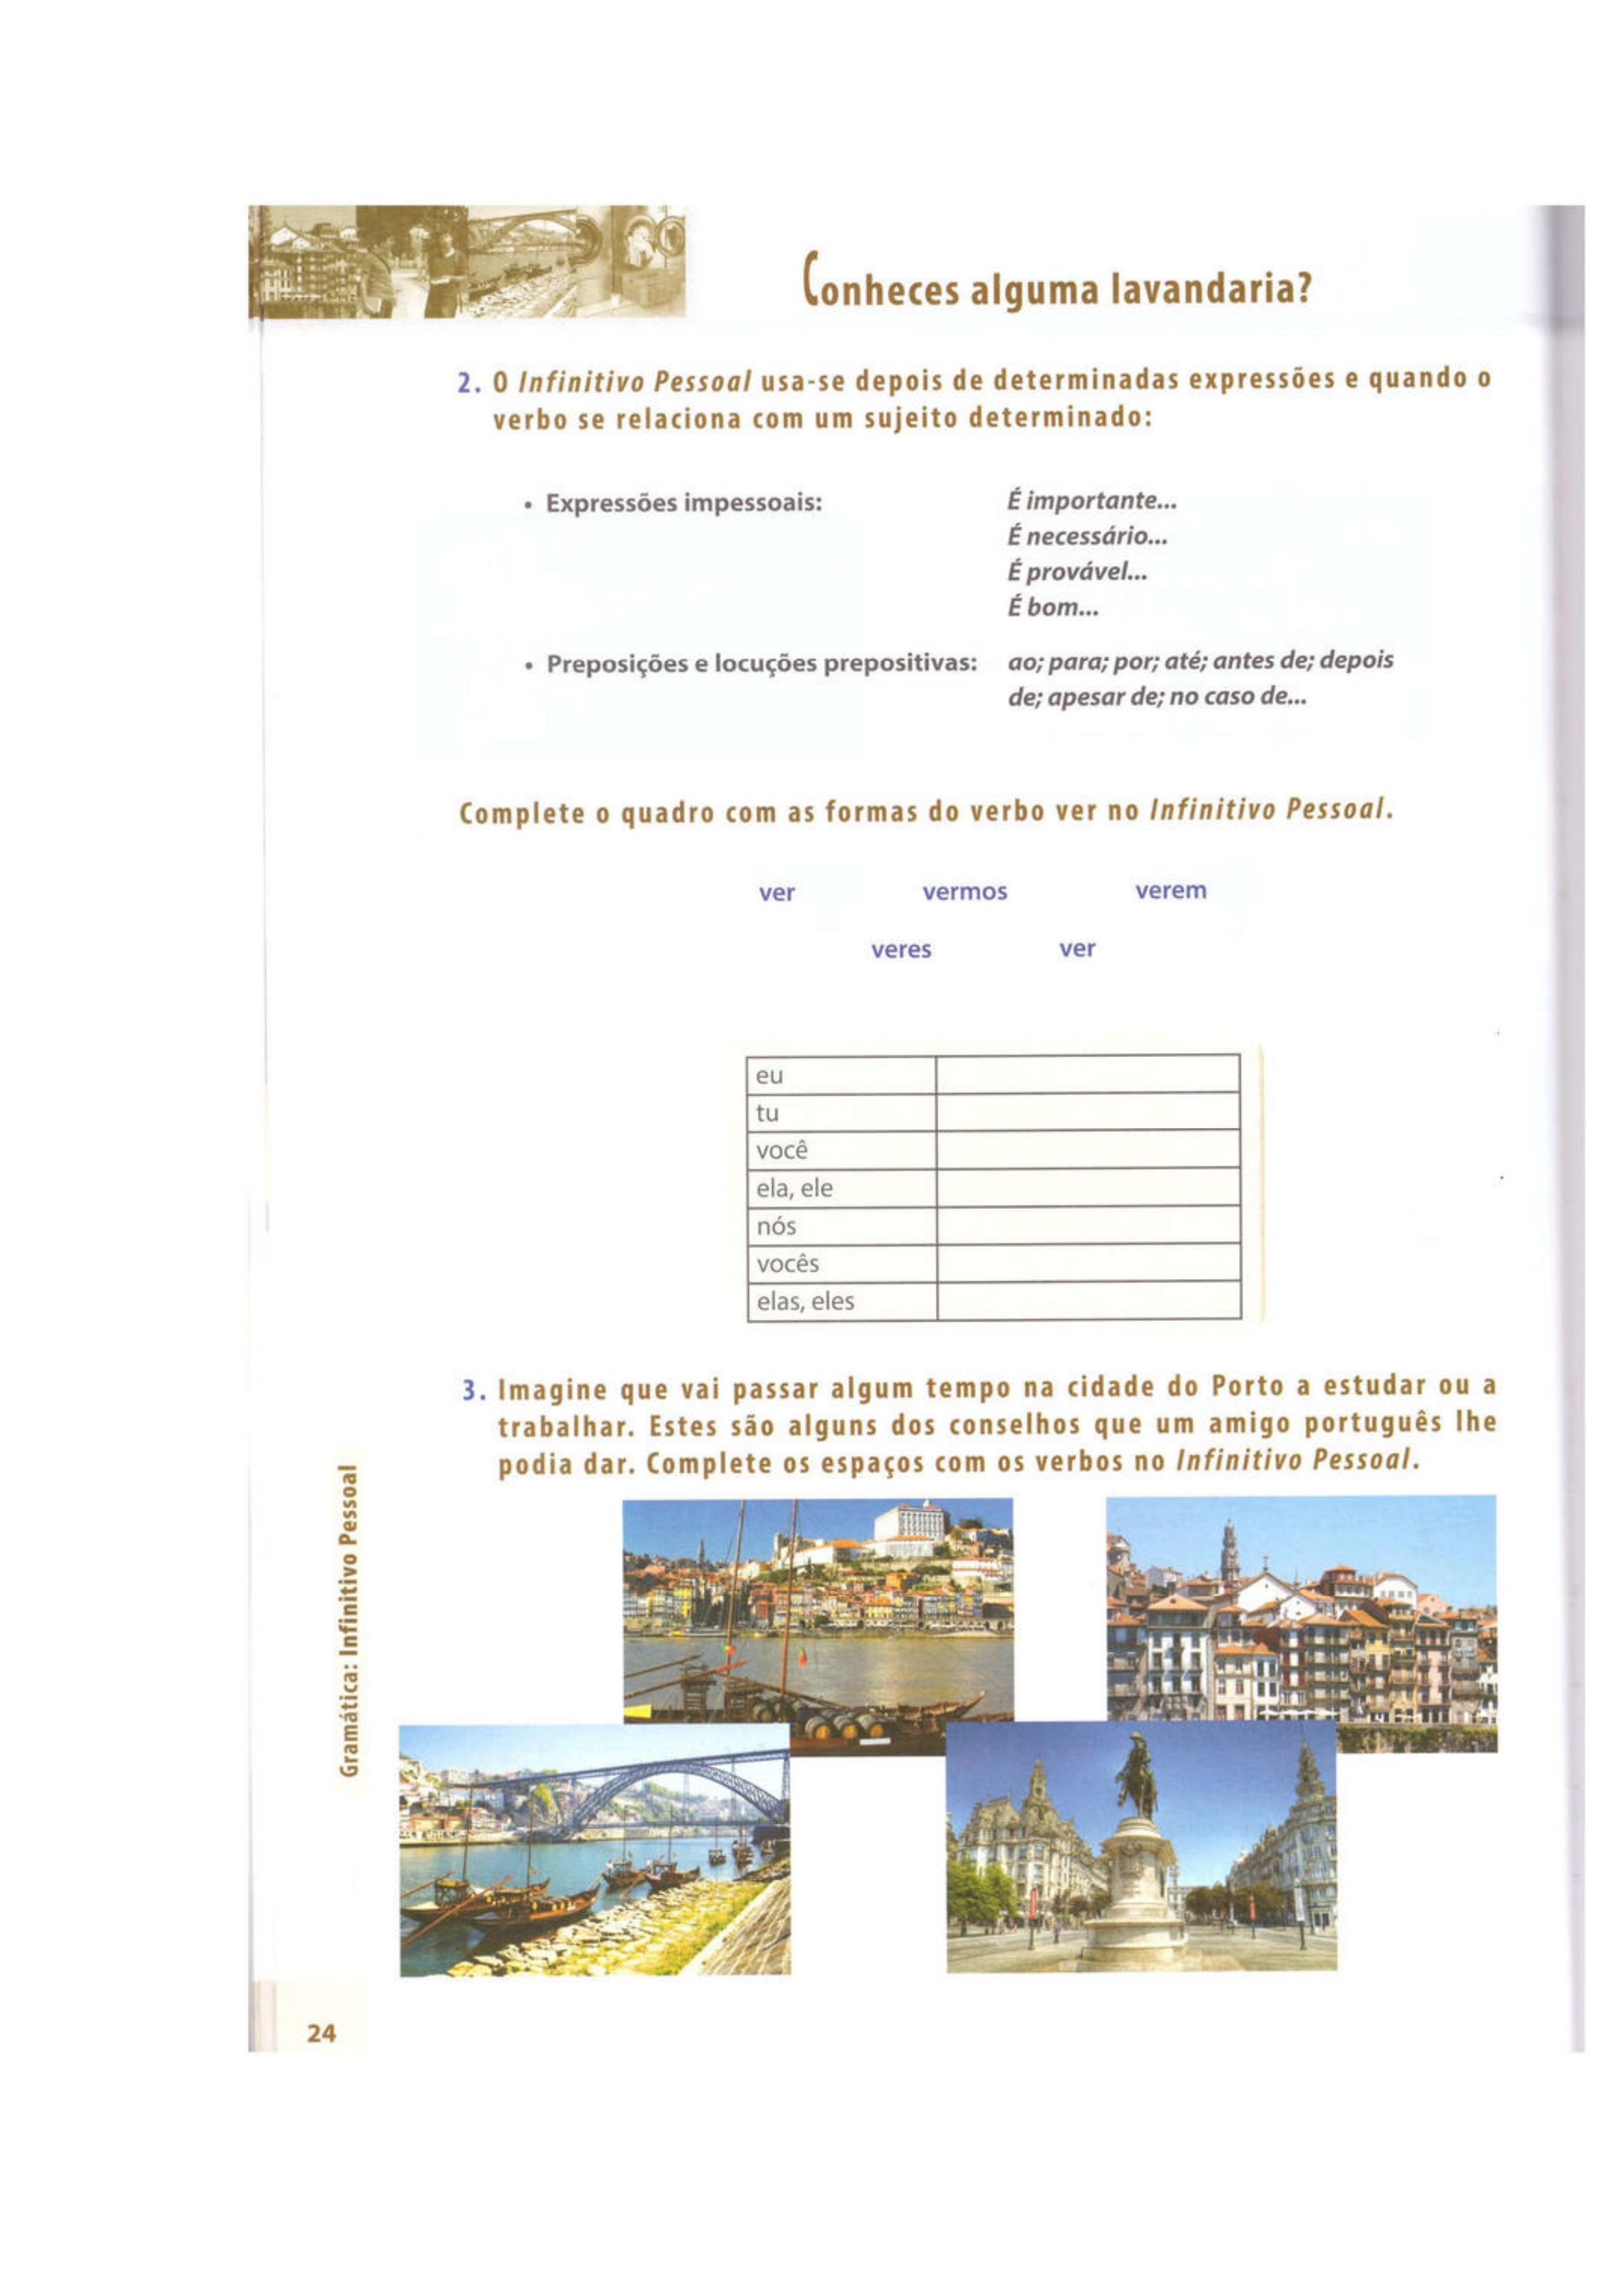 Conheces alguma lavandaria?
2. O Infinitivo Pessoal usa-se depois de determinadas expressões e quando o
verbo se relaciona com um sujeito determinado:
• Expressões impessoais:
É importante...
É necessário...
É provável...
É bom...
• Preposições e locuções prepositivas:
ao; para; por; até; antes de; depois
de; apesar de; no caso de...
Complete o quadro com as formas do verbo ver no Infinitivo Pessoal.
ver vermos verem
veres ver
eu
tu
você
ela, ele
nós
vocês
elas, eles
3. Imagine que vai passar algum tempo na cidade do Porto a estudar ou a
trabalhar. Estes são alguns dos conselhos que um amigo português lhe
podia dar. Complete os espaços com os verbos no Infinitivo Pessoal.
Gramática: Infinitivo Pessoal
24